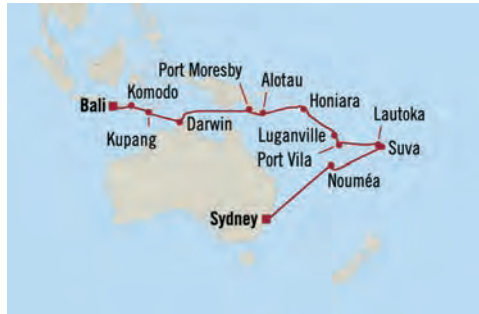 Port Moresby
Alotau
Komodo
Bali
Honiara
Lautoka
Kupang
Darwin
Luganville
Suva
Port Vila
Nouméa
Sydney